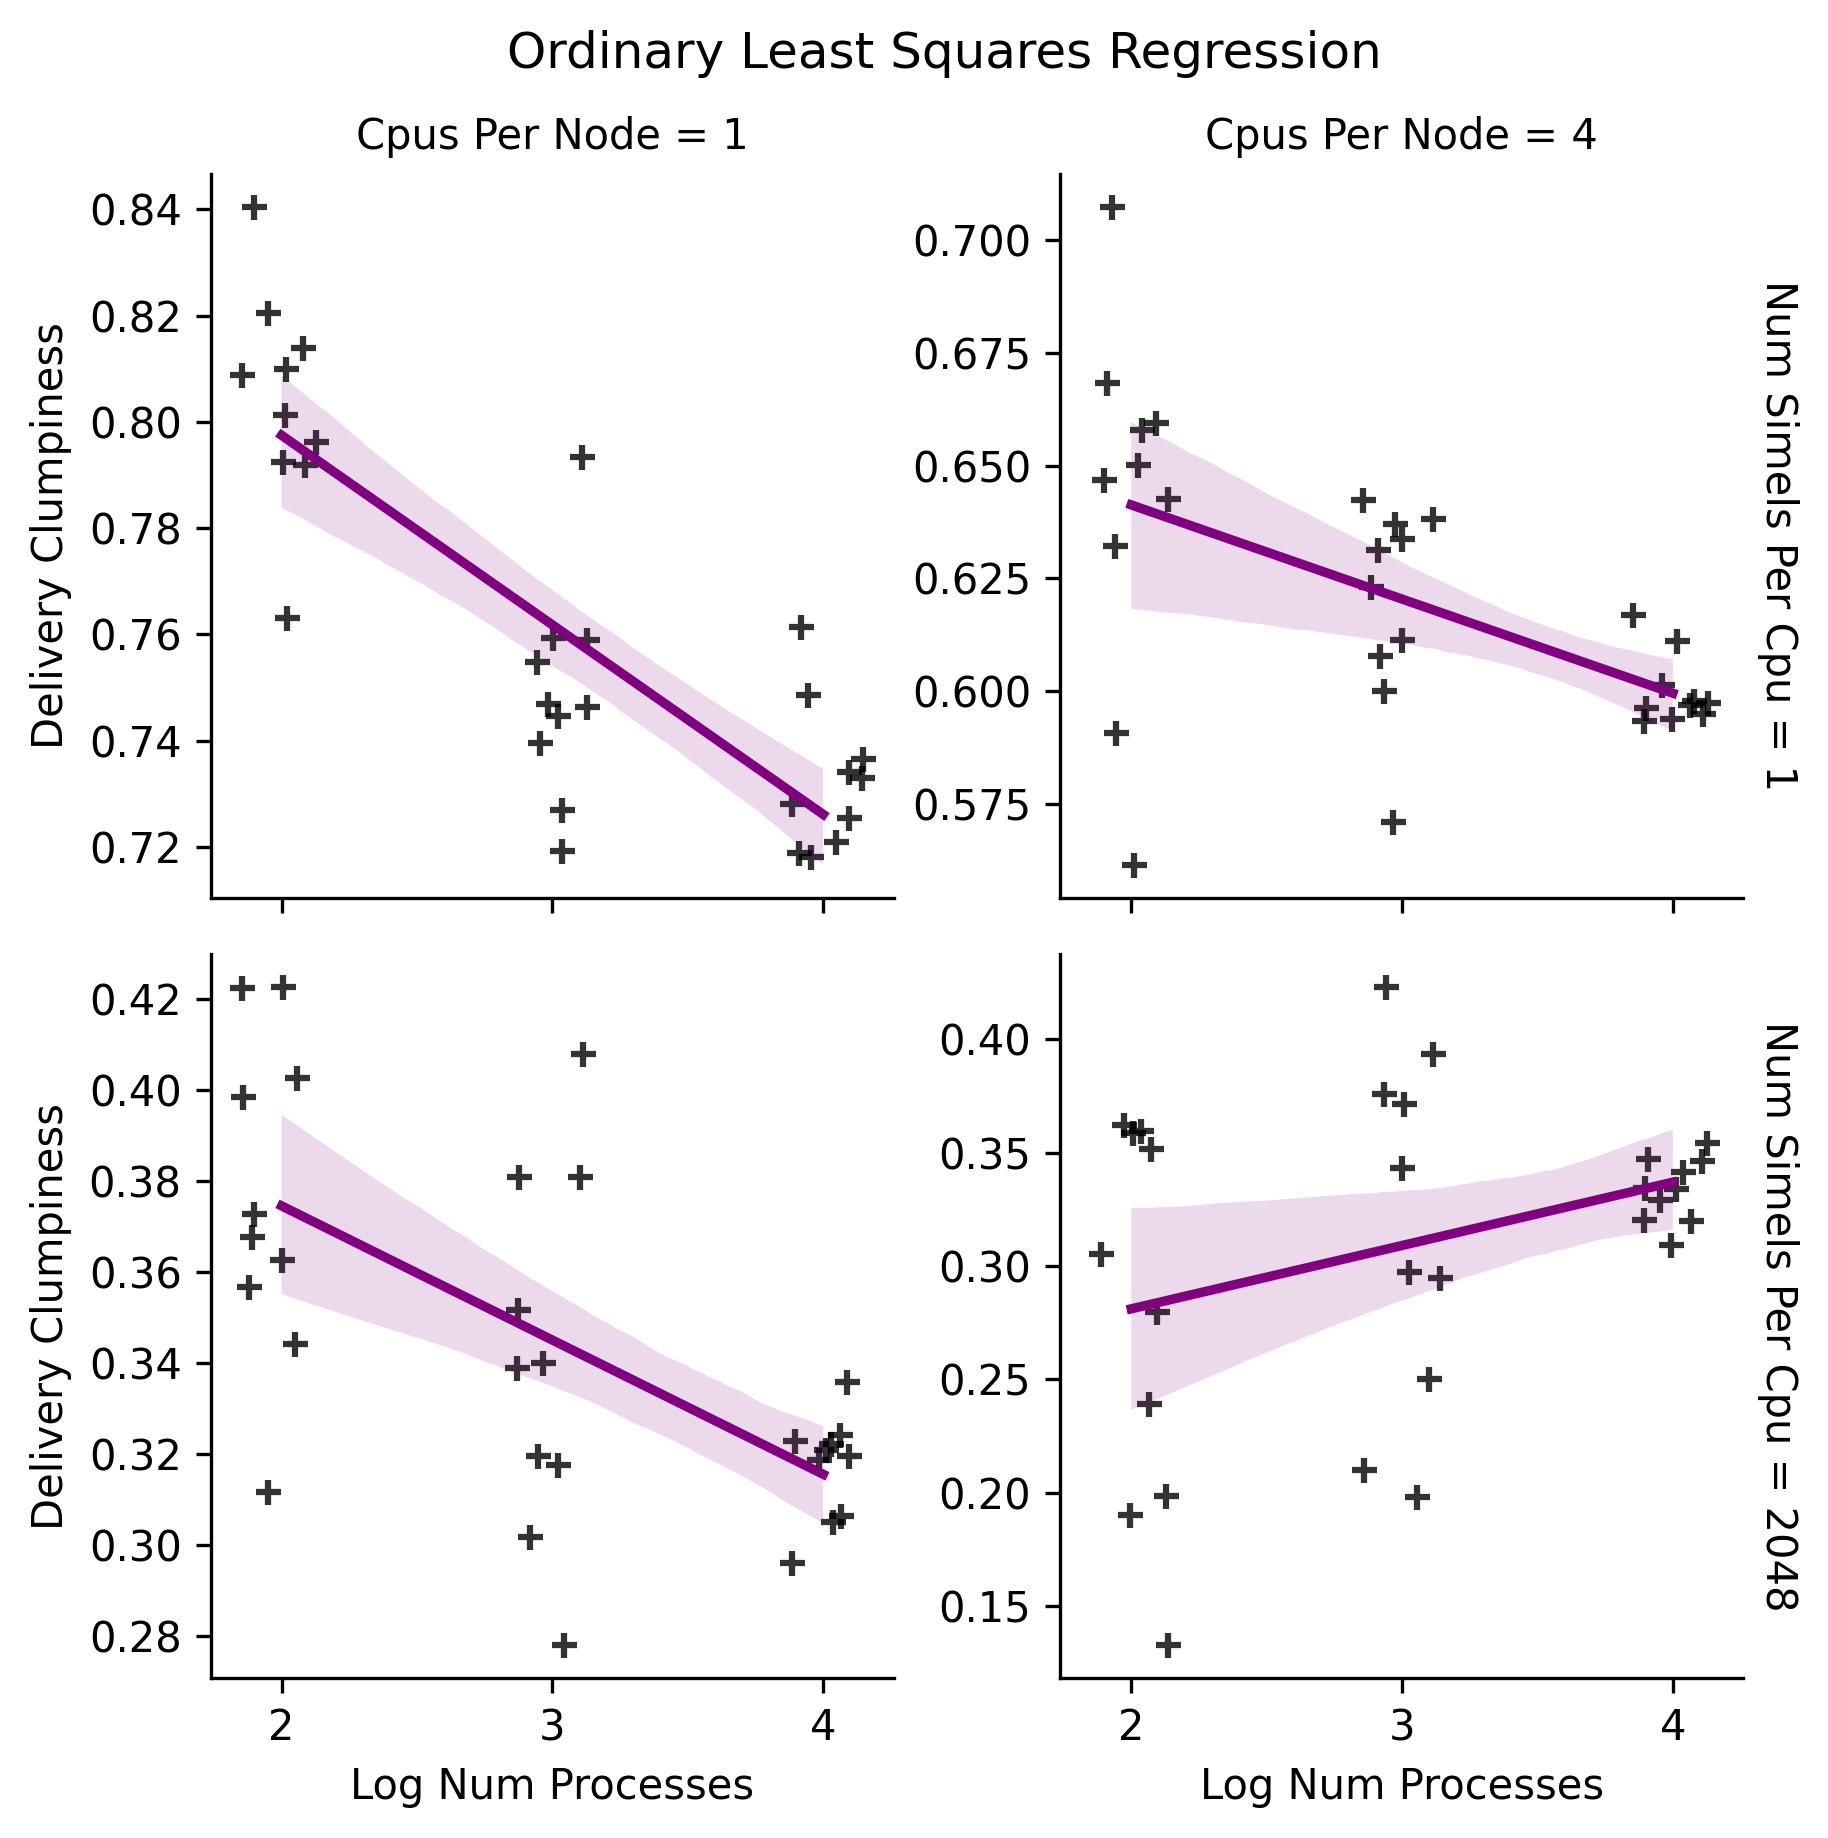 Ordinary Least Squares Regression
Cpus Per Node = 1
Cpus Per Node = 4
Delivery Clumpiness
0.84
0.82
0.80
0.78
0.76
0.74
0.72
0.700
0.675
0.650
0.625
0.600
0.575
Num Simels Per Cpu = 1
Delivery Clumpiness
0.42
0.40
0.38
0.36
0.34
0.32
0.30
0.28
0.40
0.35
0.30
0.25
0.20
0.15
Num Simels Per Cpu = 2048
2 3 4
2 3 4
Log Num Processes
Log Num Processes